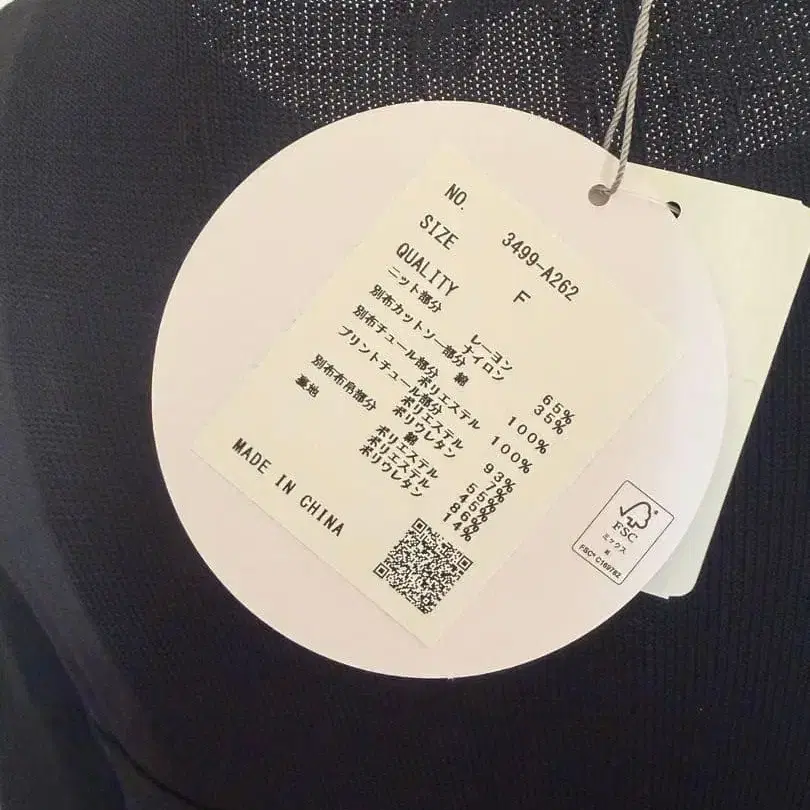 NO. 3499-A262
SIZE F
QUALITY
ニット部分 レーヨン 65%
ナイロン 35%
別布カットソー部分 綿 100%
別布チュール部分 ポリエステル 100%
プリントチュール部分
ポリエステル 93%
ポリウレタン 7%
別布布帛部分 綿 55%
ポリエステル 45%
裏地 ポリエステル 86%
ポリウレタン 14%
MADE IN CHINA
FSC
ミックス
紙
FSC® C169782